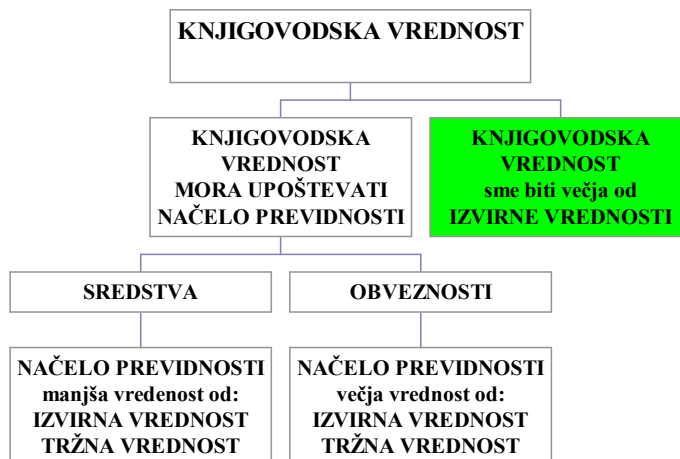 KNJIGOVODSKA VREDNOST
KNJIGOVODSKA
VREDNOST
MORA UPOŠTEVATI
NAČELO PREVIDNOSTI
KNJIGOVODSKA
VREDNOST
sme biti večja od
IZVIRNE VREDNOSTI
SREDSTVA
OBVEZNOSTI
NAČELO PREVIDNOSTI
manjša vredenost od:
IZVIRNA VREDNOST
TRŽNA VREDNOST
NAČELO PREVIDNOSTI
večja vrednost od:
IZVIRNA VREDNOST
TRŽNA VREDNOST